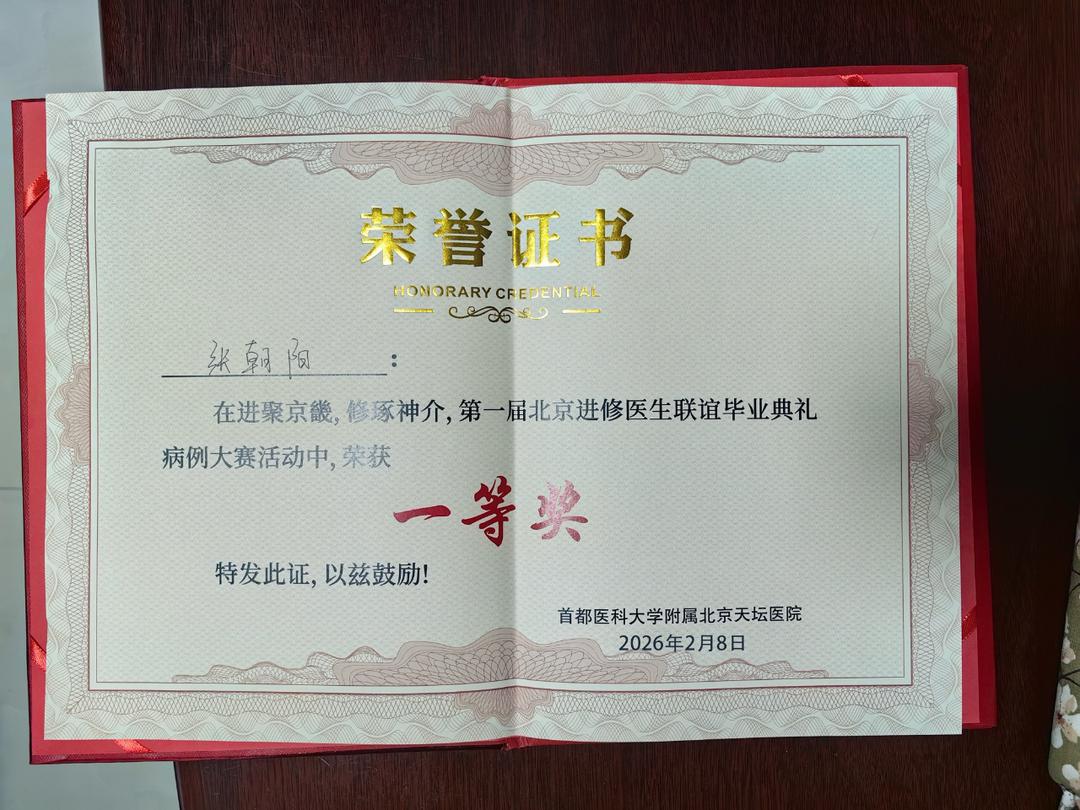 荣誉证书
HONORARY CREDENTIAL
张朝阳：
在进聚京畿，修琢神介，第一届北京进修医生联谊毕业典礼
病例大赛活动中，荣获
一等奖
特发此证，以兹鼓励！
首都医科大学附属北京天坛医院
2026年2月8日